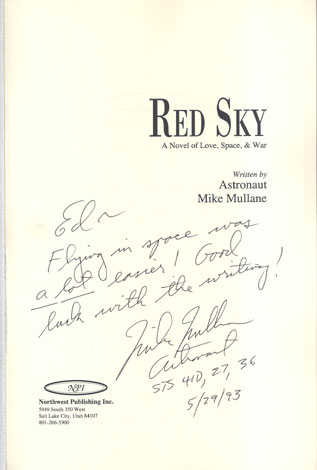 RED SKY
A Novel of Love, Space, & War
Written by
Astronaut
Mike Mullane
Ed ~
Flying in space was
a lot easier! Good
luck with the writing!
Mike Mullane
Astronaut
STS 41D, 27, 36
5/29/93
NPI
Northwest Publishing Inc.
5949 South 350 West
Salt Lake City, Utah 84107
801-266-5900